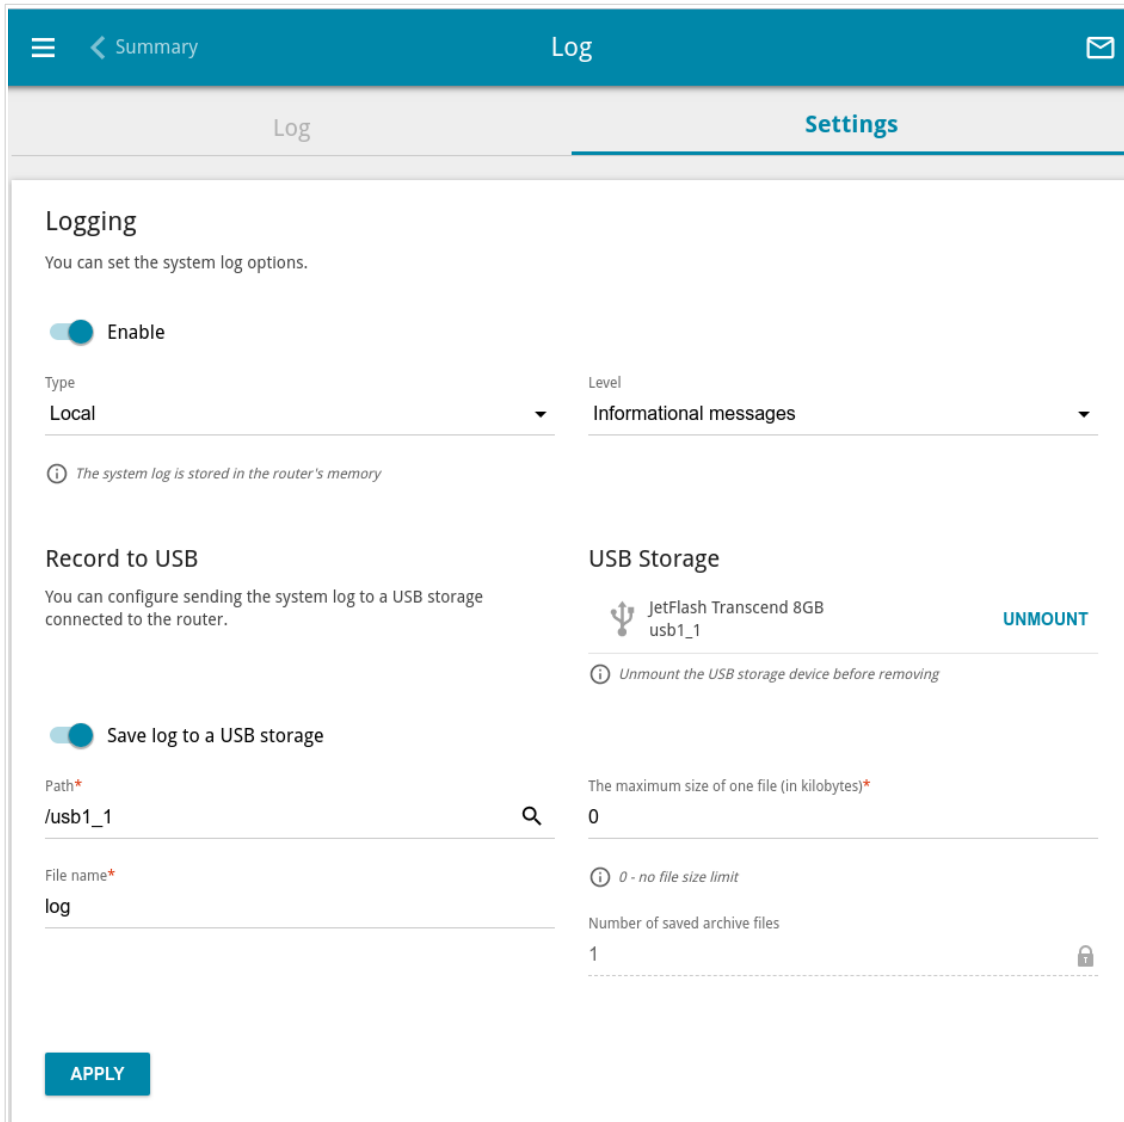 Summary
Log
Log
Settings
Logging
You can set the system log options.
Enable
Type
Local
Level
Informational messages
The system log is stored in the router's memory
Record to USB
You can configure sending the system log to a USB storage
connected to the router.
USB Storage
JetFlash Transcend 8GB
usb1_1
UNMOUNT
Unmount the USB storage device before removing
Save log to a USB storage
Path*
/usb1_1
The maximum size of one file (in kilobytes)*
0
File name*
log
0 - no file size limit
Number of saved archive files
1
APPLY